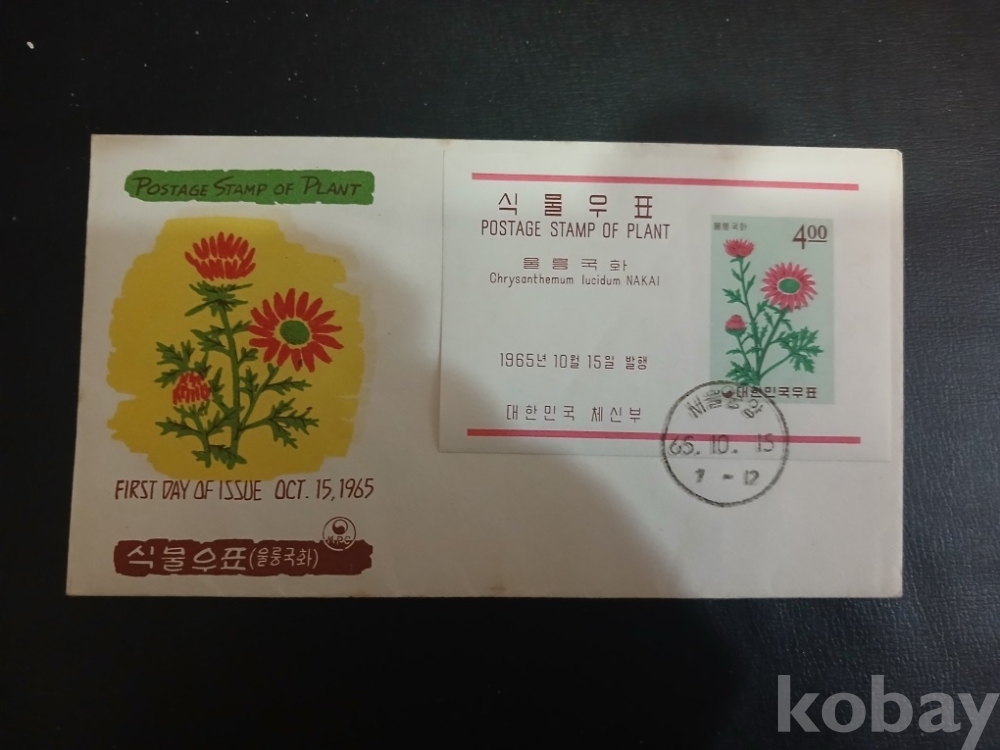 POSTAGE STAMP OF PLANT
FIRST DAY OF ISSUE OCT. 15, 1965
식물우표(울릉국화)
식물우표
POSTAGE STAMP OF PLANT
울릉국화
Chrysanthemum lucidum NAKAI
1965년 10월 15일 발행
대한민국 체신부
울릉국화
4.00
대한민국우표
65. 10. 15
kobay